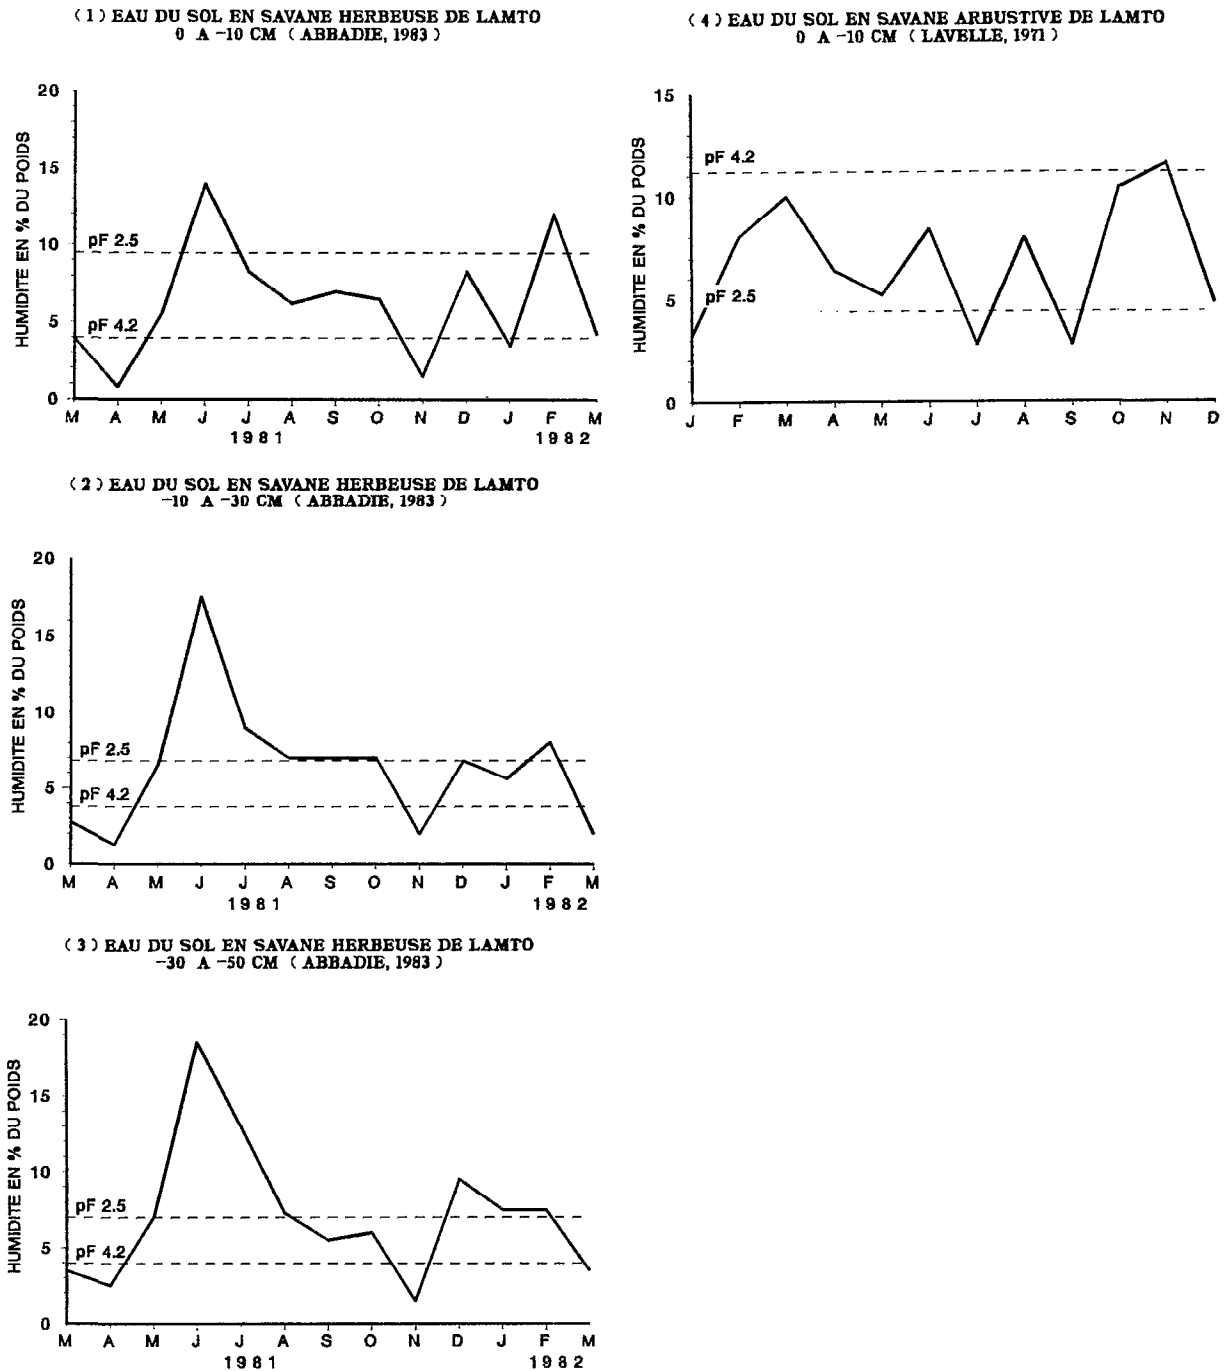 ( 1 ) EAU DU SOL EN SAVANE HERBEUSE DE LAMTO
0 A -10 CM ( ABBADIE, 1983 )
HUMIDITE EN % DU POIDS
20
15
10
5
0
pF 2.5
pF 4.2
M A M J J A S O N D J F M
1981 1982
( 4 ) EAU DU SOL EN SAVANE ARBUSTIVE DE LAMTO
0 A -10 CM ( LAVELLE, 1971 )
HUMIDITE EN % DU POIDS
15
10
5
0
pF 4.2
pF 2.5
J F M A M J J A S O N D
( 2 ) EAU DU SOL EN SAVANE HERBEUSE DE LAMTO
-10 A -30 CM ( ABBADIE, 1983 )
HUMIDITE EN % DU POIDS
20
15
10
5
0
pF 2.5
pF 4.2
M A M J J A S O N D J F M
1981 1982
( 3 ) EAU DU SOL EN SAVANE HERBEUSE DE LAMTO
-30 A -50 CM ( ABBADIE, 1983 )
HUMIDITE EN % DU POIDS
20
15
10
5
0
pF 2.5
pF 4.2
M A M J J A S O N D J F M
1981 1982